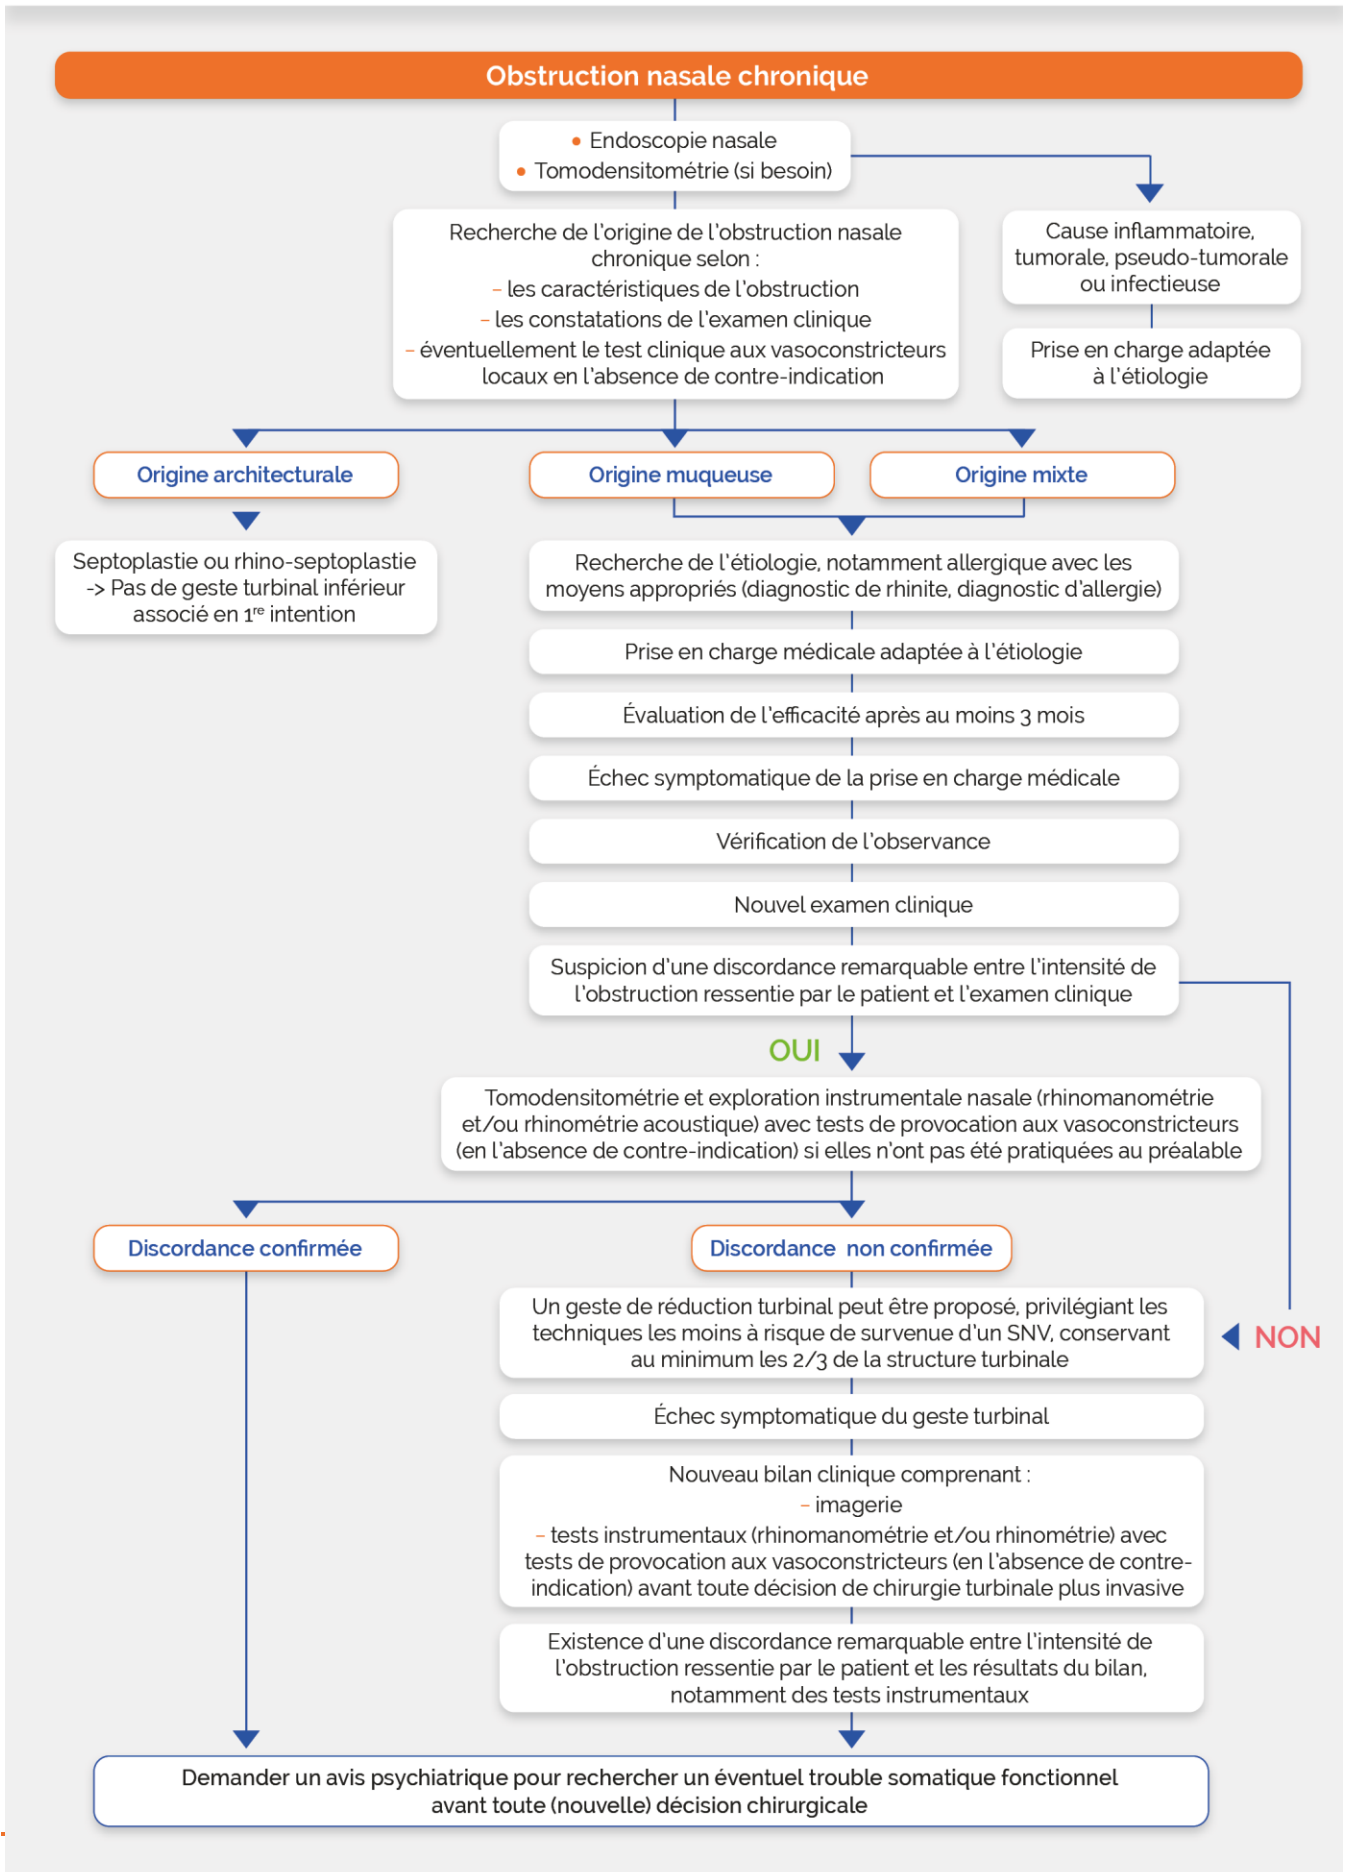 Obstruction nasale chronique
• Endoscopie nasale
• Tomodensitométrie (si besoin)
Recherche de l'origine de l'obstruction nasale
chronique selon :
– les caractéristiques de l'obstruction
– les constatations de l'examen clinique
– éventuellement le test clinique aux vasoconstricteurs
locaux en l'absence de contre-indication
Cause inflammatoire,
tumorale, pseudo-tumorale
ou infectieuse
Prise en charge adaptée
à l'étiologie
Origine architecturale
Origine muqueuse
Origine mixte
Septoplastie ou rhino-septoplastie
-> Pas de geste turbinal inférieur
associé en 1re intention
Recherche de l'étiologie, notamment allergique avec les
moyens appropriés (diagnostic de rhinite, diagnostic d'allergie)
Prise en charge médicale adaptée à l'étiologie
Évaluation de l'efficacité après au moins 3 mois
Échec symptomatique de la prise en charge médicale
Vérification de l'observance
Nouvel examen clinique
Suspicion d'une discordance remarquable entre l'intensité de
l'obstruction ressentie par le patient et l'examen clinique
OUI
Tomodensitométrie et exploration instrumentale nasale (rhinomanométrie
et/ou rhinométrie acoustique) avec tests de provocation aux vasoconstricteurs
(en l'absence de contre-indication) si elles n'ont pas été pratiquées au préalable
Discordance confirmée
Discordance non confirmée
Un geste de réduction turbinal peut être proposé, privilégiant les
techniques les moins à risque de survenue d'un SNV, conservant
au minimum les 2/3 de la structure turbinale
NON
Échec symptomatique du geste turbinal
Nouveau bilan clinique comprenant :
– imagerie
– tests instrumentaux (rhinomanométrie et/ou rhinométrie) avec
tests de provocation aux vasoconstricteurs (en l'absence de contre-
indication) avant toute décision de chirurgie turbinale plus invasive
Existence d'une discordance remarquable entre l'intensité de
l'obstruction ressentie par le patient et les résultats du bilan,
notamment des tests instrumentaux
Demander un avis psychiatrique pour rechercher un éventuel trouble somatique fonctionnel
avant toute (nouvelle) décision chirurgicale